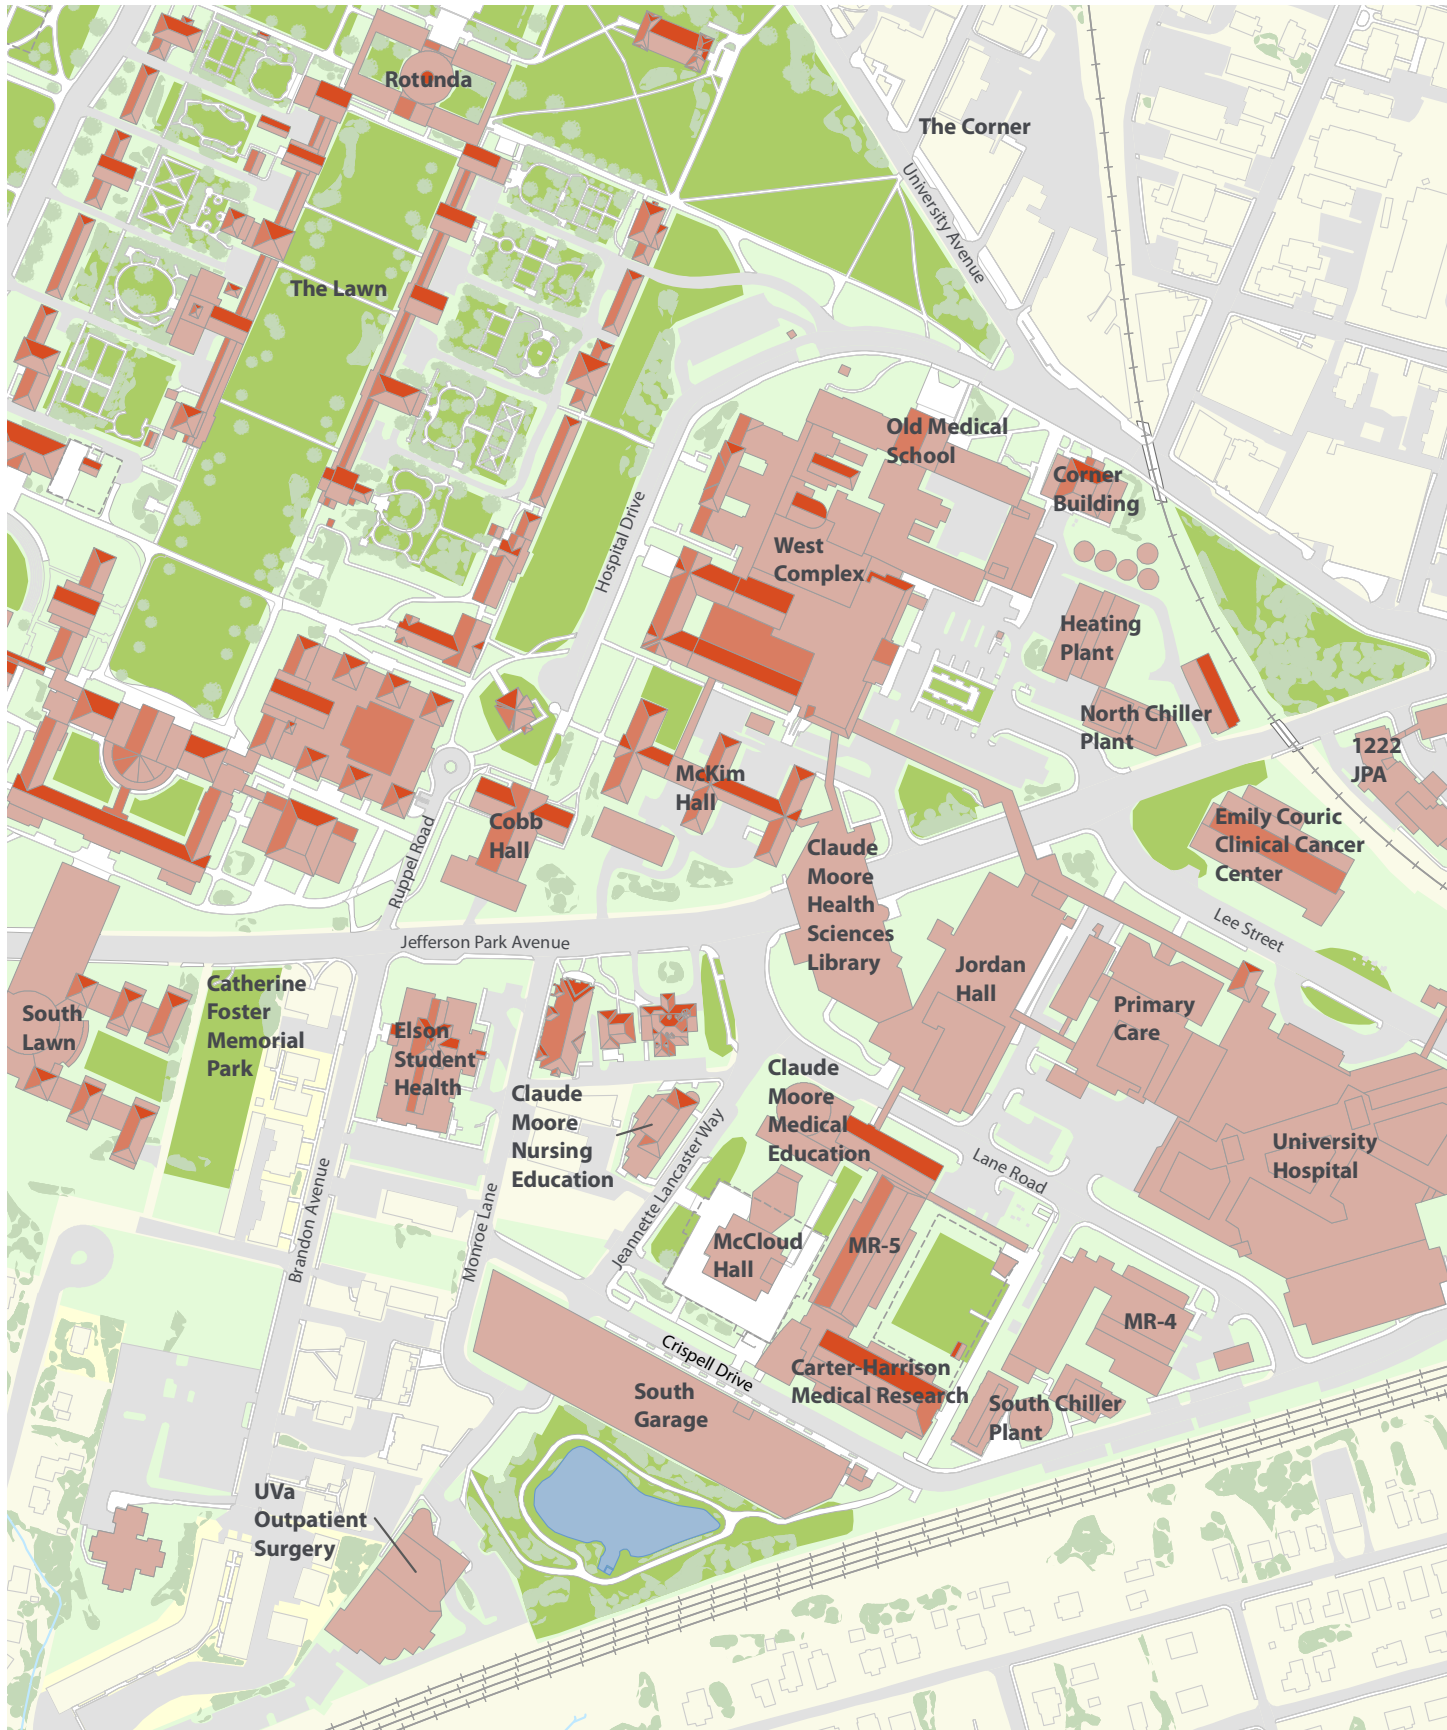 Rotunda
The Corner
University Avenue
The Lawn
Old Medical
School
Corner
Building
Hospital Drive
West
Complex
Heating
Plant
North Chiller
Plant
1222
JPA
McKim
Hall
Cobb
Hall
Ruppel Road
Emily Couric
Clinical Cancer
Center
Claude
Moore
Health
Sciences
Library
Lee Street
Jefferson Park Avenue
Jordan
Hall
Primary
Care
South
Lawn
Catherine
Foster
Memorial
Park
Elson
Student
Health
Claude
Moore
Nursing
Education
Claude
Moore
Medical
Education
Jeannette Lancaster Way
Lane Road
University
Hospital
Brandon Avenue
Monroe Lane
McCloud
Hall
MR-5
MR-4
Crispell Drive
Carter-Harrison
Medical Research
South
Garage
South Chiller
Plant
UVa
Outpatient
Surgery